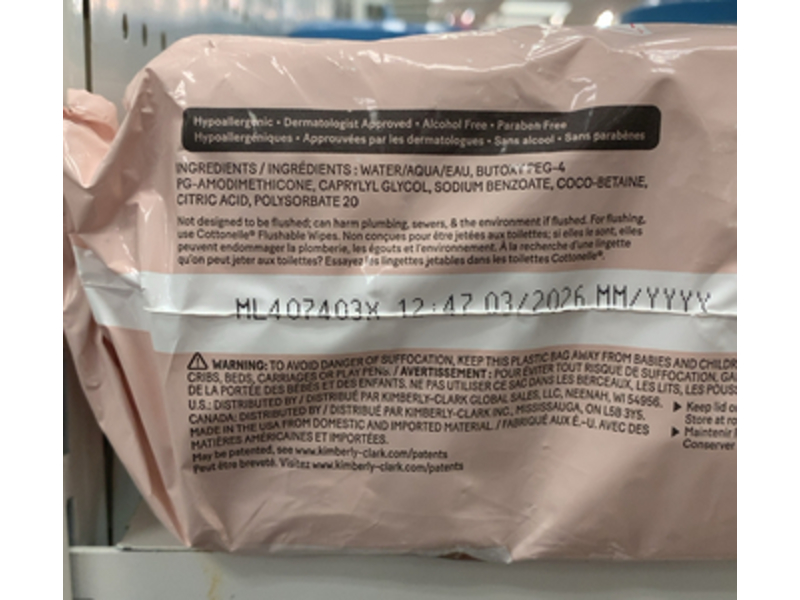 Hypoallergenic • Dermatologist Approved • Alcohol Free • Paraben Free
Hypoallergéniques • Approuvées par les dermatologues • Sans alcool • Sans parabènes
INGREDIENTS / INGRÉDIENTS : WATER/AQUA/EAU, BUTOXY PEG-4
PG-AMODIMETHICONE, CAPRYLYL GLYCOL, SODIUM BENZOATE, COCO-BETAINE,
CITRIC ACID, POLYSORBATE 20
Not designed to be flushed; can harm plumbing, sewers, & the environment if flushed. For flushing,
use Cottonelle® Flushable Wipes. Non conçues pour être jetées aux toilettes; si elles le sont, elles
peuvent endommager la plomberie, les égouts et l'environnement. À la recherche d'une lingette
qu'on peut jeter aux toilettes? Essayez les lingettes jetables dans les toilettes Cottonelle®.
ML407403X 12:47 03/2026 MM/YYYY
⚠ WARNING: TO AVOID DANGER OF SUFFOCATION, KEEP THIS PLASTIC BAG AWAY FROM BABIES AND CHILDR
CRIBS, BEDS, CARRIAGES OR PLAY PENS. / AVERTISSEMENT : POUR ÉVITER TOUT RISQUE DE SUFFOCATION, GA
DE LA PORTÉE DES BÉBÉS ET DES ENFANTS. NE PAS UTILISER CE SAC DANS LES BERCEAUX, LES LITS, LES POUSS
U.S.: DISTRIBUTED BY / DISTRIBUÉ PAR KIMBERLY-CLARK GLOBAL SALES, LLC, NEENAH, WI 54956.
CANADA: DISTRIBUTED BY / DISTRIBUÉ PAR KIMBERLY-CLARK INC., MISSISSAUGA, ON L5B 3Y5.
MADE IN THE USA FROM DOMESTIC AND IMPORTED MATERIAL. / FABRIQUÉ AUX É.-U. AVEC DES
MATIÈRES AMÉRICAINES ET IMPORTÉES.
May be patented, see www.kimberly-clark.com/patents
Peut être breveté. Visitez www.kimberly-clark.com/patents
▶ Keep lid
Store at ro
▶ Maintenir
Conserver